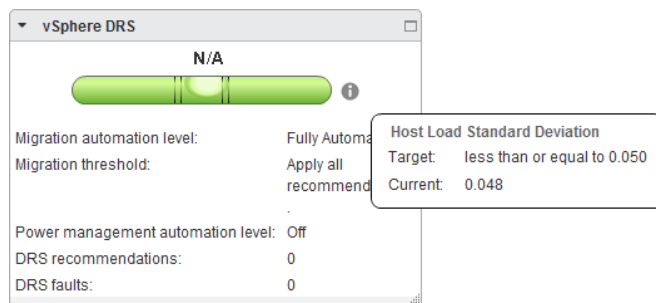 vSphere DRS
N/A
Migration automation level: Fully Automa
Migration threshold: Apply all
recommend
.
Power management automation level: Off
DRS recommendations: 0
DRS faults: 0
Host Load Standard Deviation
Target: less than or equal to 0.050
Current: 0.048